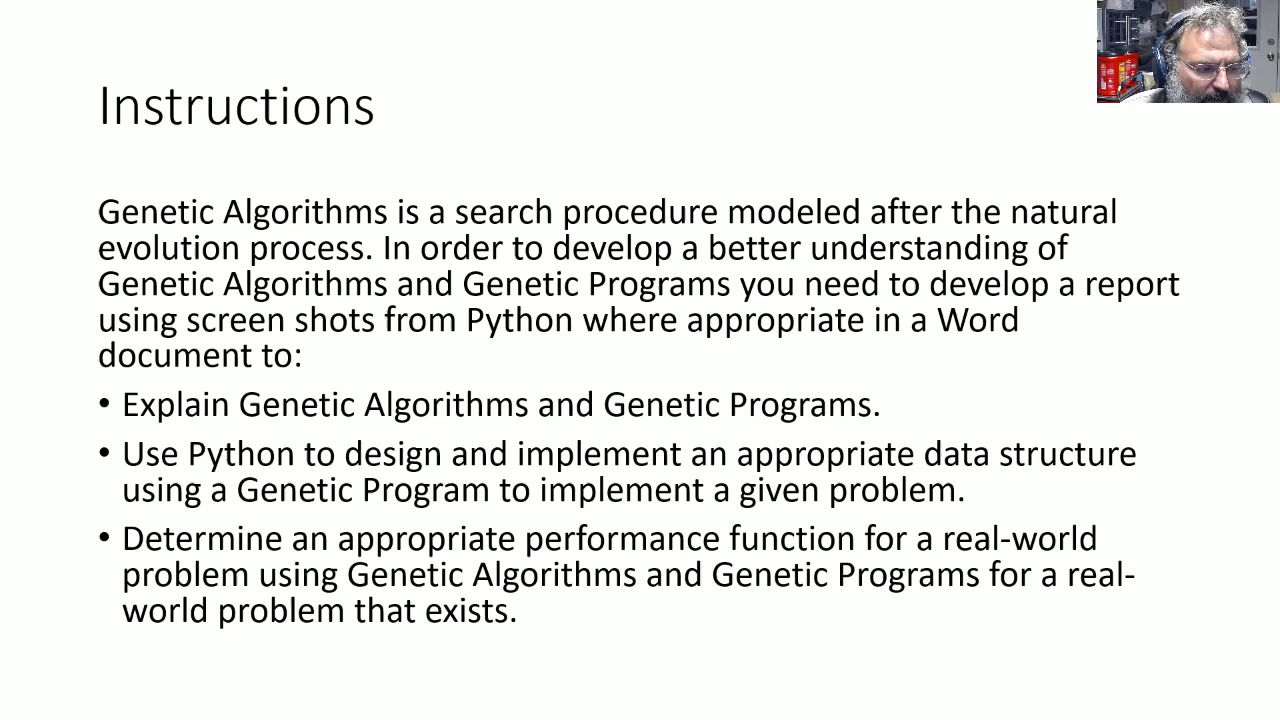 Instructions
Genetic Algorithms is a search procedure modeled after the natural
evolution process. In order to develop a better understanding of
Genetic Algorithms and Genetic Programs you need to develop a report
using screen shots from Python where appropriate in a Word
document to:
• Explain Genetic Algorithms and Genetic Programs.
• Use Python to design and implement an appropriate data structure
using a Genetic Program to implement a given problem.
• Determine an appropriate performance function for a real-world
problem using Genetic Algorithms and Genetic Programs for a real-
world problem that exists.